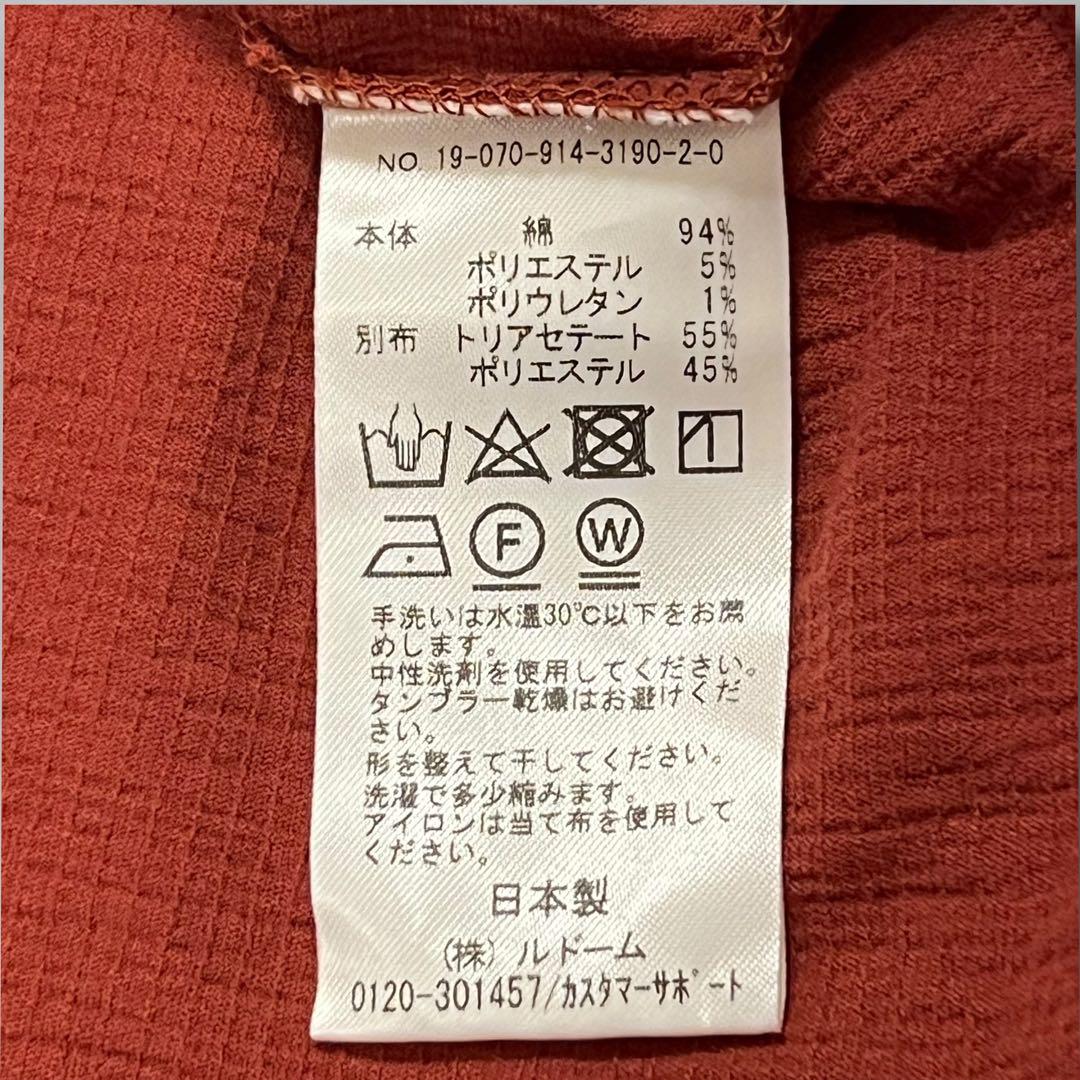 NO 19-070-914-3190-2-0
本体 綿 94%
ポリエステル 5%
ポリウレタン 1%
別布 トリアセテート 55%
ポリエステル 45%
F W
手洗いは水温30℃以下をお薦
めします。
中性洗剤を使用してください。
タンブラー乾燥はお避けくだ
さい。
形を整えて干してください。
洗濯で多少縮みます。
アイロンは当て布を使用して
ください。
日本製
(株)ルドーム
0120-301457/カスタマーサポート